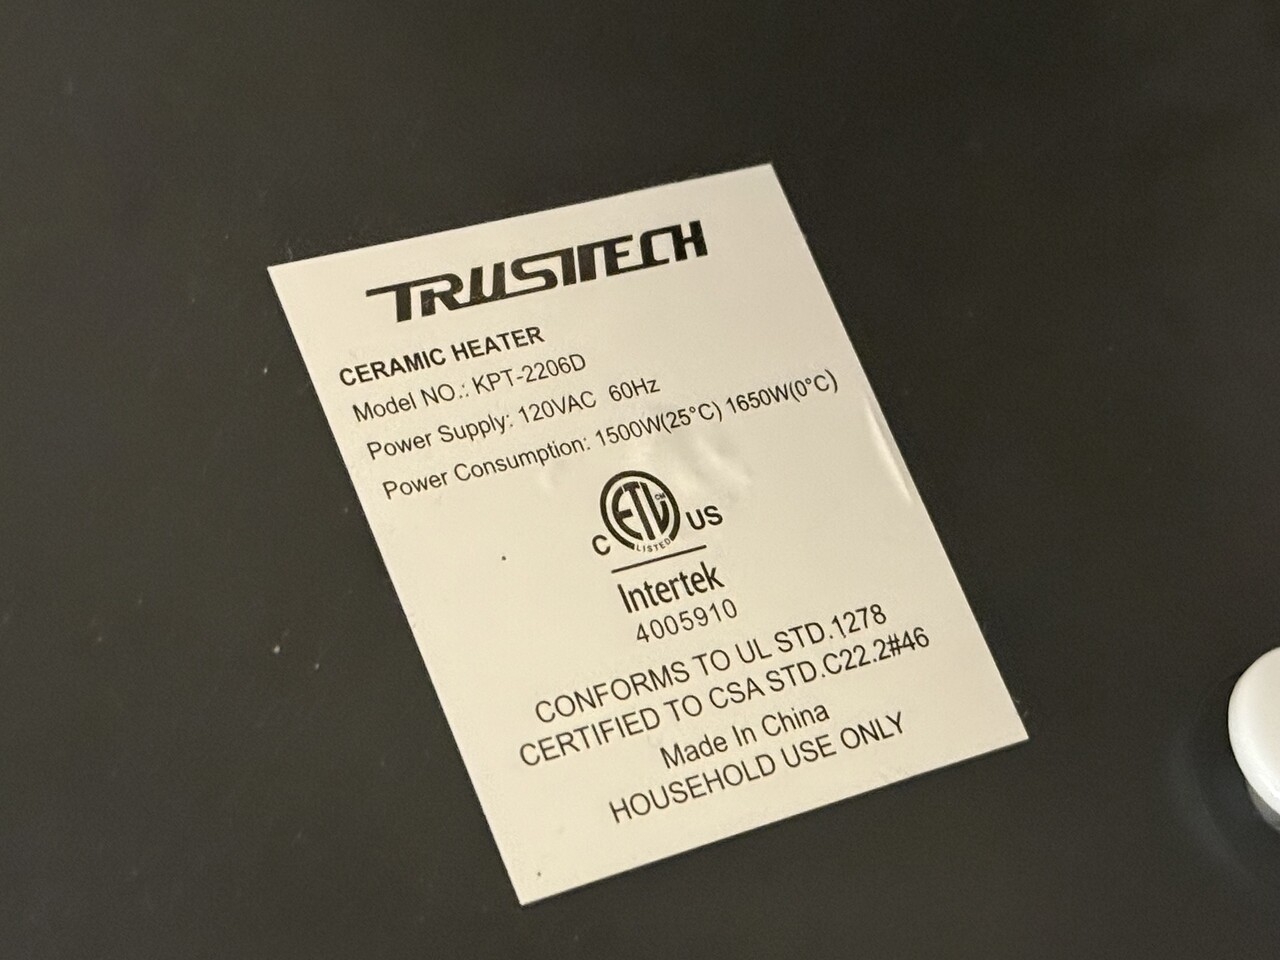 TRUSTTECH
CERAMIC HEATER
Model NO.: KPT-2206D
Power Supply: 120VAC 60Hz
Power Consumption: 1500W(25°C) 1650W(0°C)
ETL CM
LISTED
C US
Intertek
4005910
CONFORMS TO UL STD.1278
CERTIFIED TO CSA STD.C22.2#46
Made In China
HOUSEHOLD USE ONLY